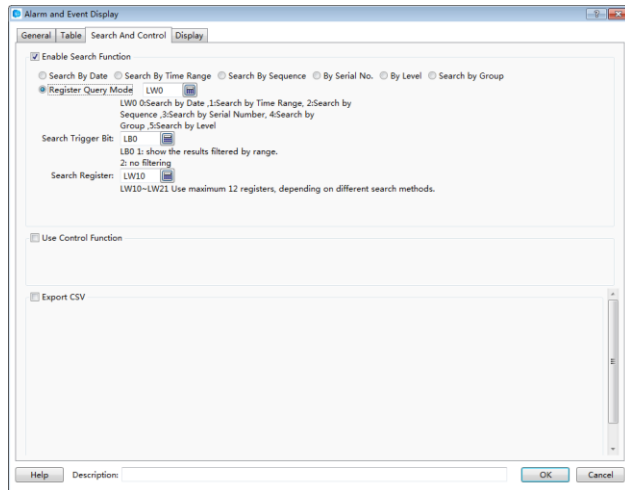 Alarm and Event Display
General Table Search And Control Display
Enable Search Function
Search By Date Search By Time Range Search By Sequence By Serial No. By Level Search by Group
Register Query Mode LW0
LW0 0:Search by Date ,1:Search by Time Range, 2:Search by
Sequence ,3:Search by Serial Number, 4:Search by
Group ,5:Search by Level
Search Trigger Bit: LB0
LB0 1: show the results filtered by range.
2: no filtering
Search Register: LW10
LW10~LW21 Use maximum 12 registers, depending on different search methods.
Use Control Function
Export CSV
Help Description: OK Cancel